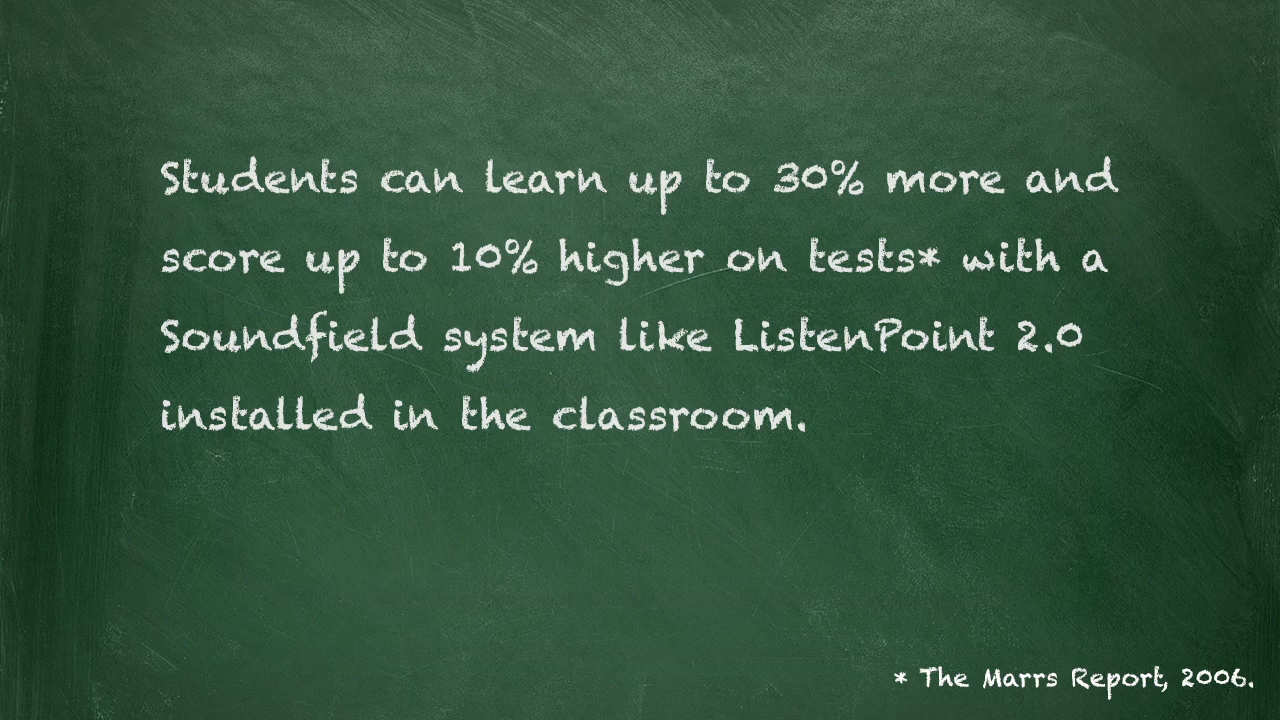 Students can learn up to 30% more and
score up to 10% higher on tests* with a
Soundfield system like ListenPoint 2.0
installed in the classroom.
* The Marrs Report, 2006.